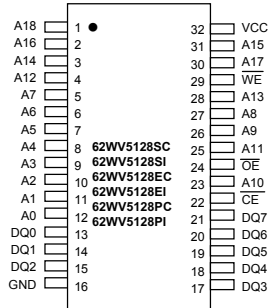 A18 1 32 VCC
A16 2 31 A15
A14 3 30 A17
A12 4 29 WE
A7 5 28 A13
A6 6 27 A8
A5 7 26 A9
A4 8 62WV5128SC 25 A11
A3 9 62WV5128SI 24 OE
A2 10 62WV5128EC 23 A10
A1 11 62WV5128EI 22 CE
A0 12 62WV5128PC 21 DQ7
DQ0 13 62WV5128PI 20 DQ6
DQ1 14 19 DQ5
DQ2 15 18 DQ4
GND 16 17 DQ3